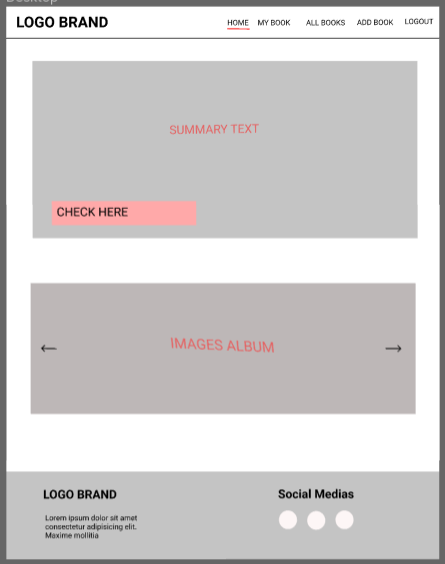 Desktop
LOGO BRAND
HOME MY BOOK ALL BOOKS ADD BOOK LOGOUT
SUMMARY TEXT
CHECK HERE
IMAGES ALBUM
LOGO BRAND
Lorem ipsum dolor sit amet
consectetur adipisicing elit.
Maxime mollitia
Social Medias